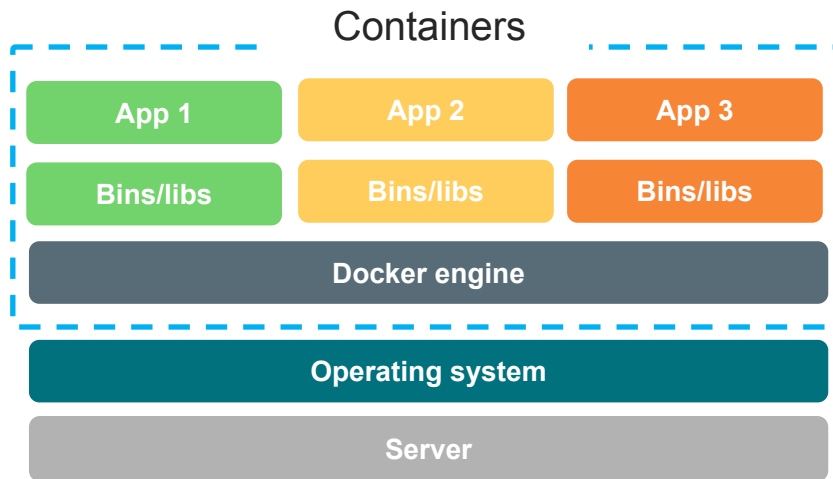 Containers
App 1
App 2
App 3
Bins/libs
Bins/libs
Bins/libs
Docker engine
Operating system
Server